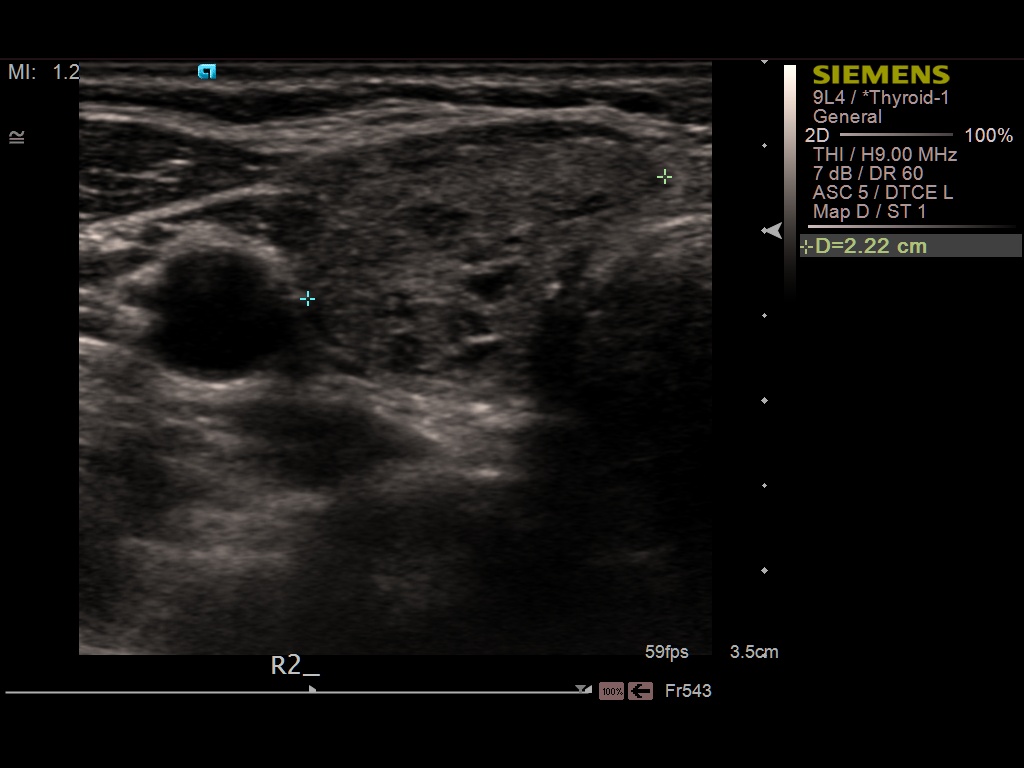 MI: 1.2
SIEMENS
9L4 / *Thyroid-1
General
2D 100%
THI / H9.00 MHz
7 dB / DR 60
ASC 5 / DTCE L
Map D / ST 1
D=2.22 cm
59fps 3.5cm
R2_
100% Fr543